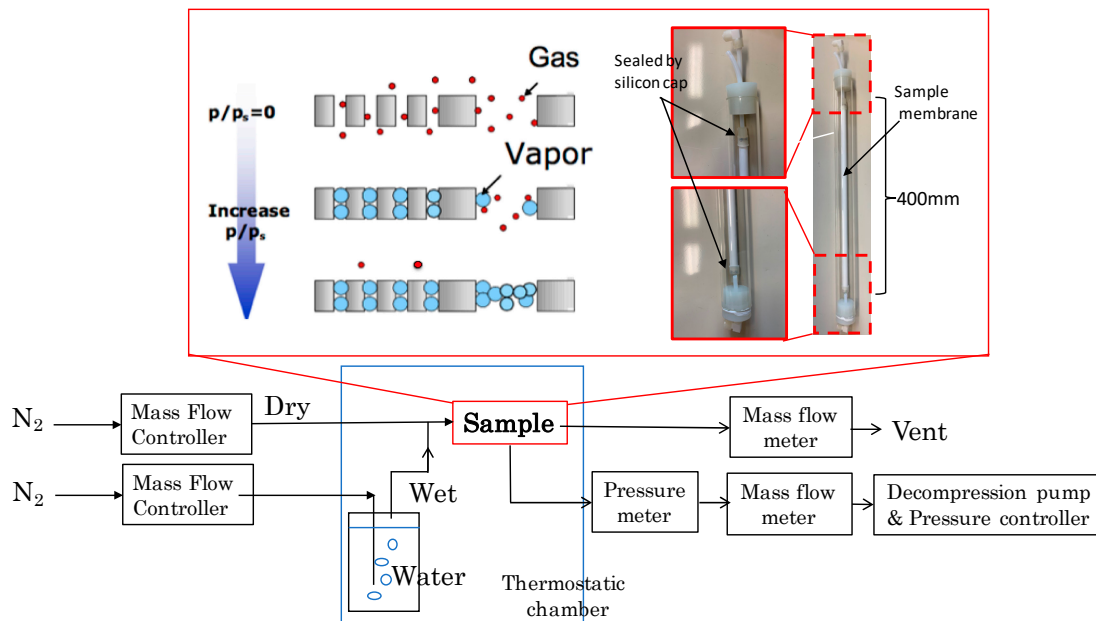 Gas
p/pₛ=0
Vapor
Increase
p/pₛ
Sealed by
silicon cap
Sample
membrane
400mm
N₂
Mass Flow
Controller
Dry
Sample
Mass flow
meter
Vent
N₂
Mass Flow
Controller
Wet
Pressure
meter
Mass flow
meter
Decompression pump
& Pressure controller
Water
Thermostatic
chamber